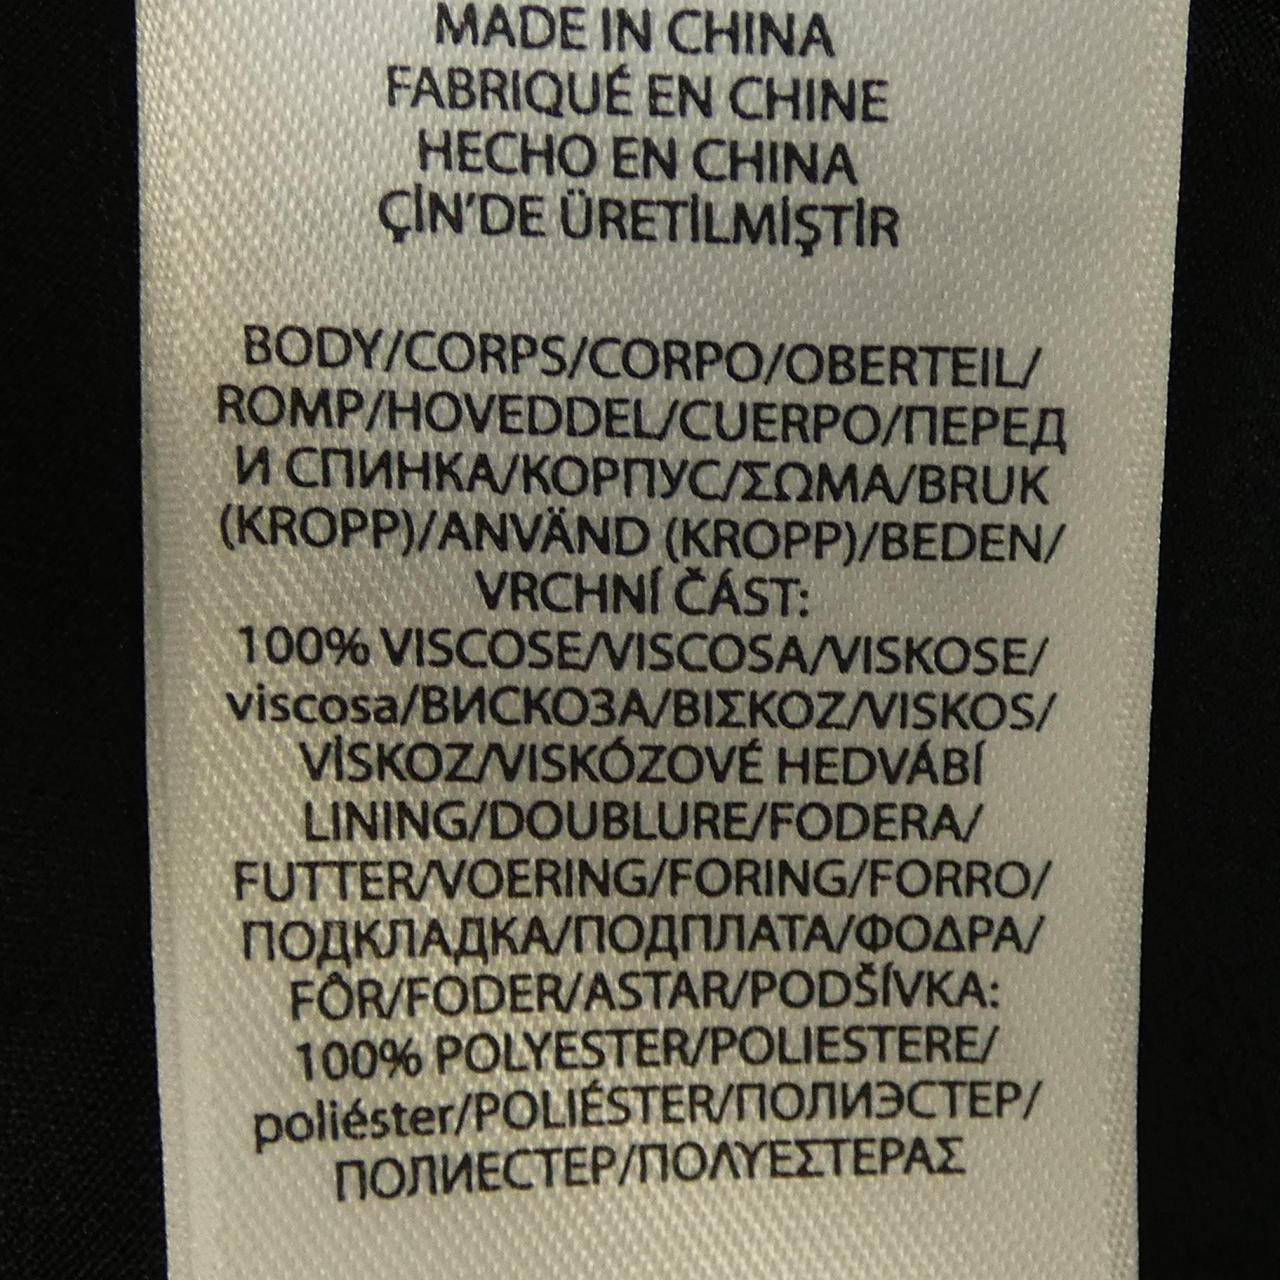 MADE IN CHINA
FABRIQUÉ EN CHINE
HECHO EN CHINA
ÇİN'DE ÜRETİLMİŞTİR
BODY/CORPS/CORPO/OBERTEIL/
ROMP/HOVEDDEL/CUERPO/ПЕРЕД
И СПИНКА/КОРПУС/ΣΩΜΑ/BRUK
(KROPP)/ANVÄND (KROPP)/BEDEN/
VRCHNÍ ČÁST:
100% VISCOSE/VISCOSA/VISKOSE/
viscosa/ВИСКОЗА/ΒΙΣΚΟΖ/VISKOS/
VİSKOZ/VISKÓZOVÉ HEDVÁBÍ
LINING/DOUBLURE/FODERA/
FUTTER/VOERING/FORING/FORRO/
ПОДКЛАДКА/ПОДПЛАТА/ΦΟΔΡΑ/
FÔR/FODER/ASTAR/PODŠÍVKA:
100% POLYESTER/POLIESTERE/
poliéster/POLIÉSTER/ПОЛИЭСТЕР/
ПОЛИЕСТЕР/ΠΟΛΥΕΣΤΕΡΑΣ